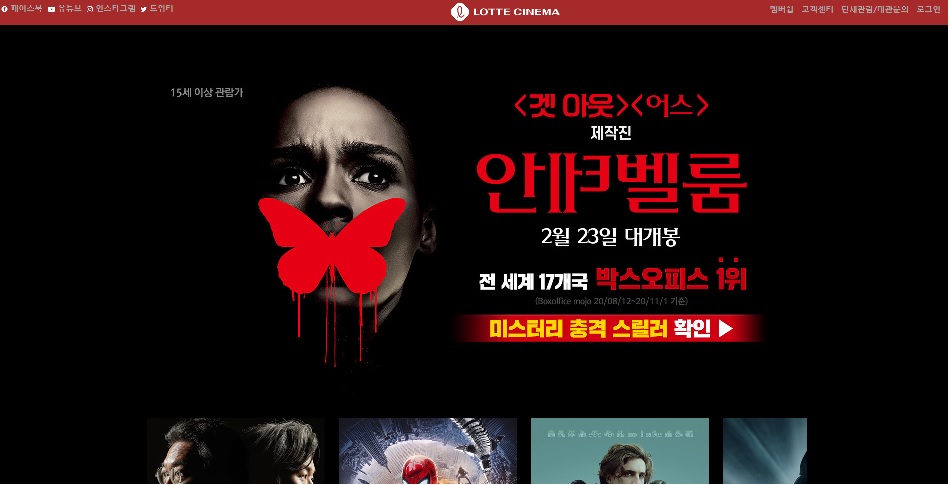 페이스북 유튜브 인스타그램 트위터
LOTTE CINEMA
멤버쉽 고객센터 단체관람/대관문의 로그인
15세 이상 관람가
<겟 아웃><어스>
제작진
안테벨룸
2월 23일 대개봉
전 세계 17개국 박스오피스 1위
(Boxoffice mojo 20/08/12~20/11/1 기준)
미스터리 충격 스릴러 확인 ▶